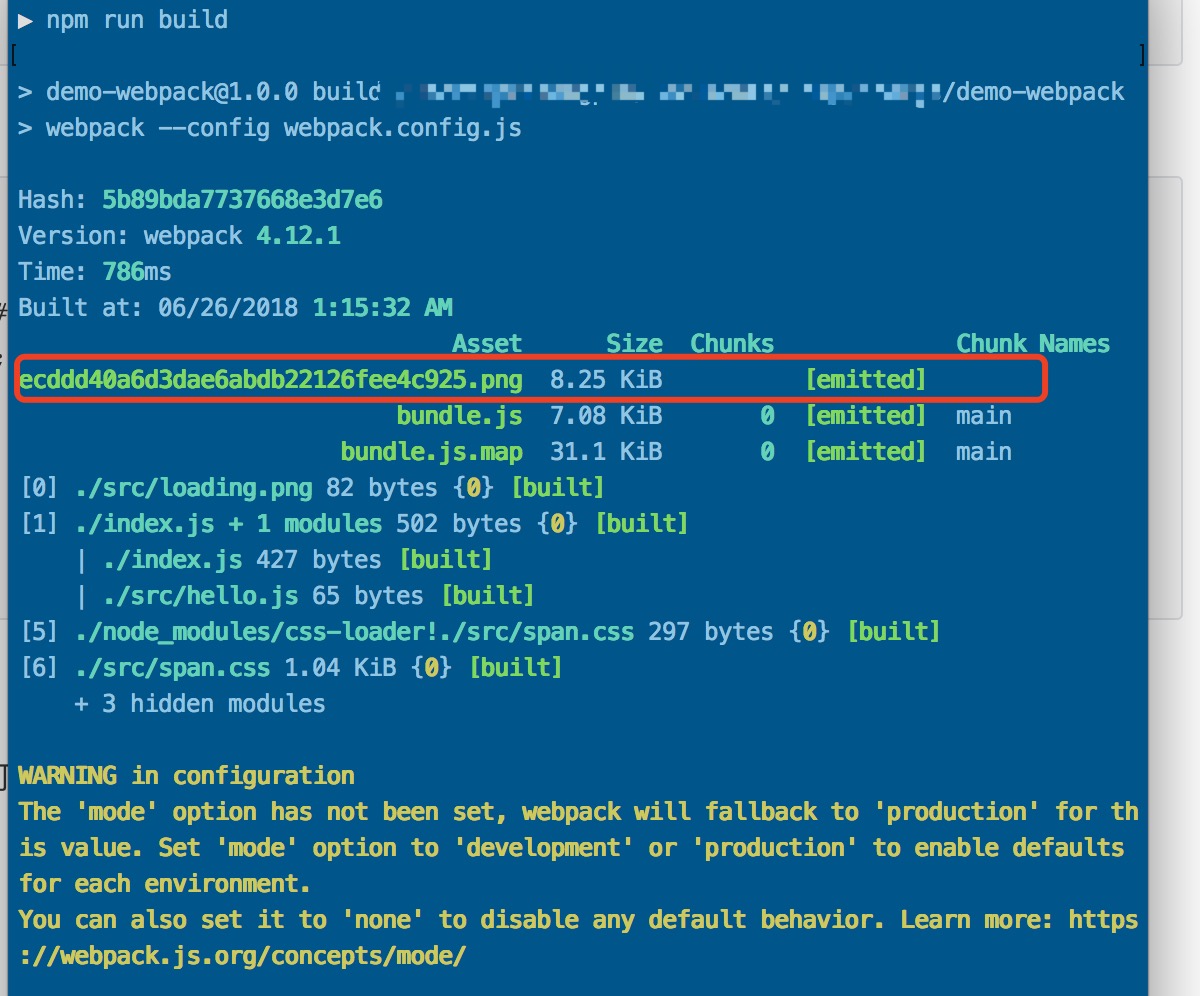 ▶ npm run build
[ ]
> demo-webpack@1.0.0 build /demo-webpack
> webpack --config webpack.config.js
Hash: 5b89bda7737668e3d7e6
Version: webpack 4.12.1
Time: 786ms
Built at: 06/26/2018 1:15:32 AM
Asset Size Chunks Chunk Names
ecddd40a6d3dae6abdb22126fee4c925.png 8.25 KiB [emitted]
bundle.js 7.08 KiB 0 [emitted] main
bundle.js.map 31.1 KiB 0 [emitted] main
[0] ./src/loading.png 82 bytes {0} [built]
[1] ./index.js + 1 modules 502 bytes {0} [built]
| ./index.js 427 bytes [built]
| ./src/hello.js 65 bytes [built]
[5] ./node_modules/css-loader!./src/span.css 297 bytes {0} [built]
[6] ./src/span.css 1.04 KiB {0} [built]
+ 3 hidden modules
WARNING in configuration
The 'mode' option has not been set, webpack will fallback to 'production' for th
is value. Set 'mode' option to 'development' or 'production' to enable defaults
for each environment.
You can also set it to 'none' to disable any default behavior. Learn more: https
://webpack.js.org/concepts/mode/